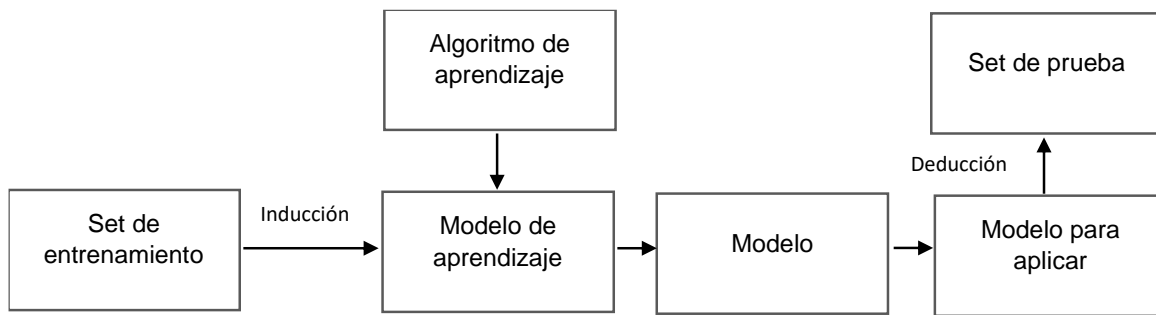 Algoritmo de
aprendizaje
Set de prueba
Deducción
Inducción
Set de
entrenamiento
Modelo de
aprendizaje
Modelo
Modelo para
aplicar